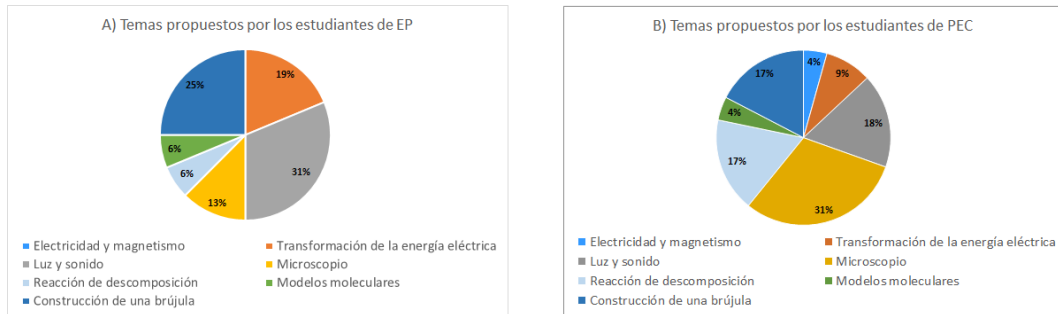 A) Temas propuestos por los estudiantes de EP
25%
19%
6%
6%
31%
13%
Electricidad y magnetismo
Transformación de la energía eléctrica
Luz y sonido
Microscopio
Reacción de descomposición
Modelos moleculares
Construcción de una brújula
B) Temas propuestos por los estudiantes de PEC
4%
17%
9%
4%
18%
17%
31%
Electricidad y magnetismo
Transformación de la energía eléctrica
Luz y sonido
Microscopio
Reacción de descomposición
Modelos moleculares
Construcción de una brújula